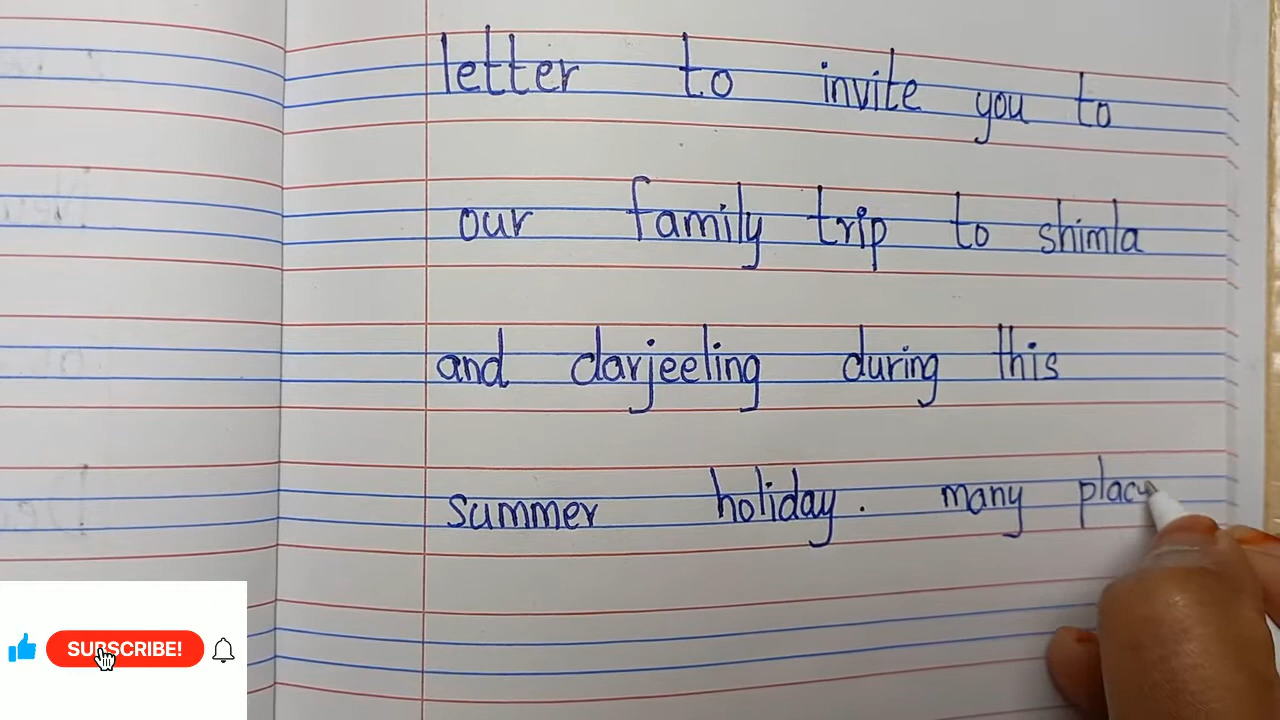 letter to invite you to
our family trip to shimla
and darjeeling during this
summer holiday. many
SUBSCRIBE!